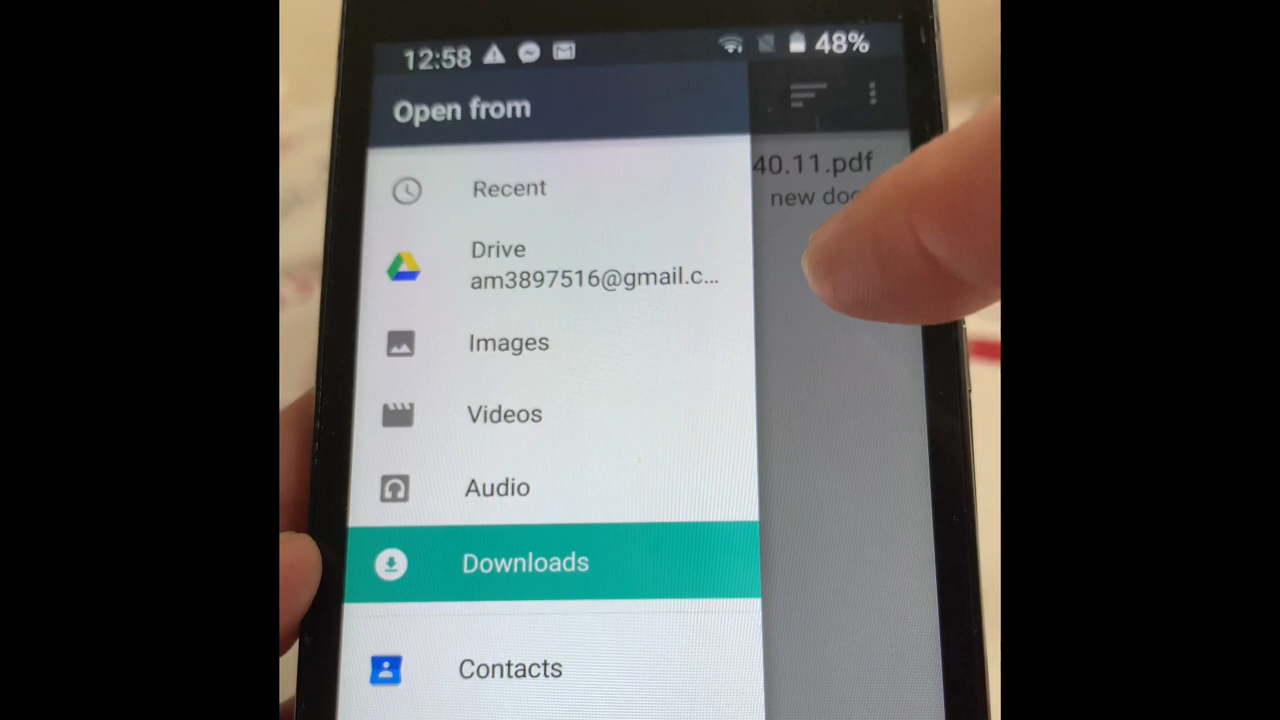 12:58 48%
Open from
40.11.pdf
new doc
Recent
Drive
am3897516@gmail.c...
Images
Videos
Audio
Downloads
Contacts